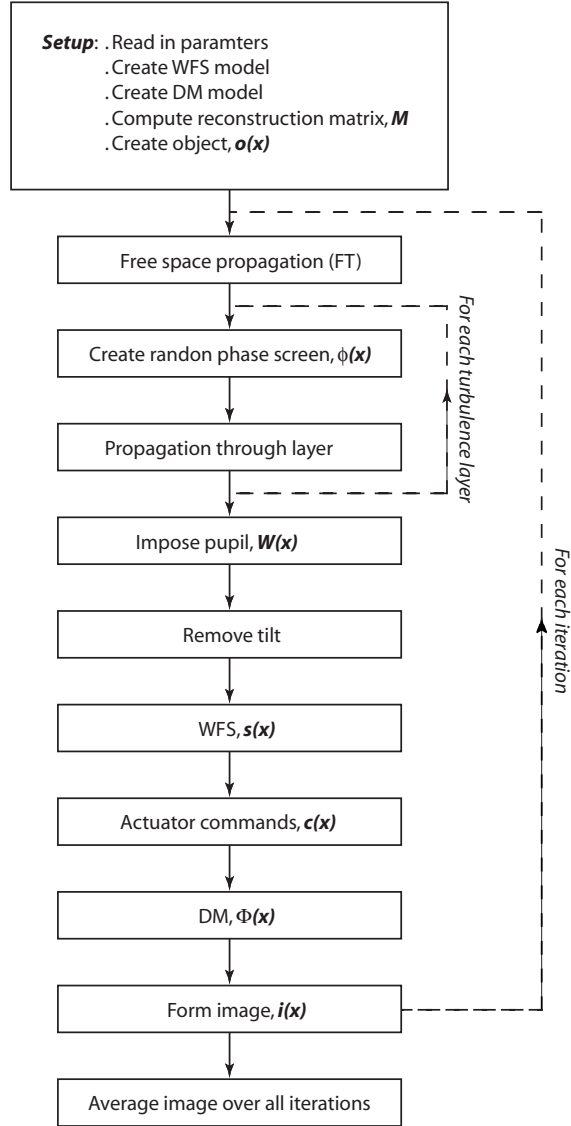 Setup: . Read in paramters
. Create WFS model
. Create DM model
. Compute reconstruction matrix, M
. Create object, o(x)
Free space propagation (FT)
Create randon phase screen, ϕ(x)
For each turbulence layer
Propagation through layer
Impose pupil, W(x)
Remove tilt
For each iteration
WFS, s(x)
Actuator commands, c(x)
DM, Φ(x)
Form image, i(x)
Average image over all iterations